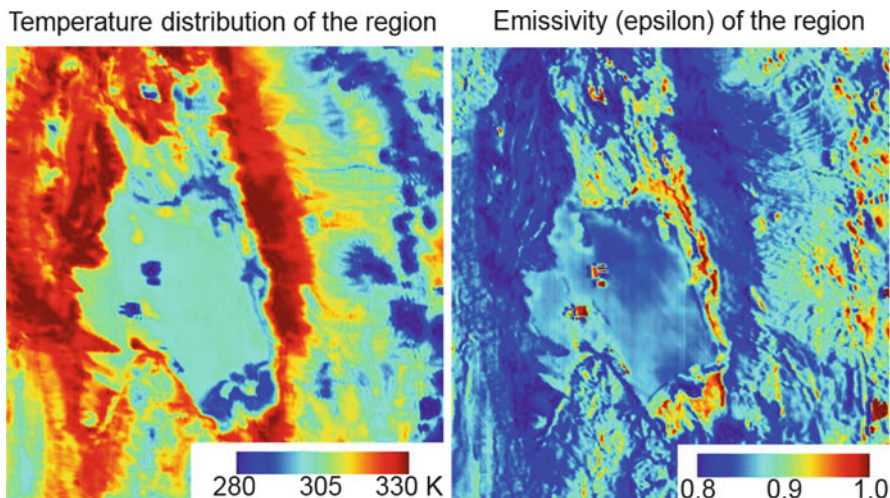 Temperature distribution of the region
Emissivity (epsilon) of the region
280 305 330 K
0.8 0.9 1.0